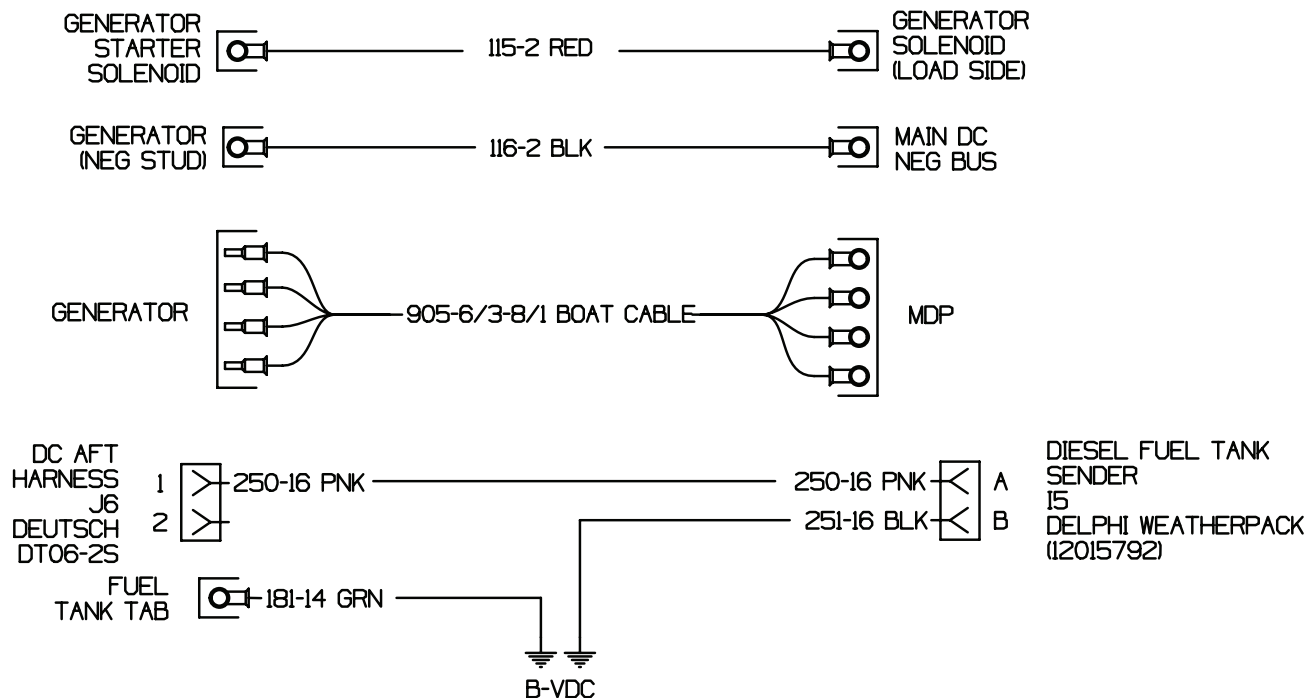 GENERATOR
STARTER
SOLENOID
115-2 RED
GENERATOR
SOLENOID
(LOAD SIDE)
GENERATOR
(NEG STUD)
116-2 BLK
MAIN DC
NEG BUS
GENERATOR
905-6/3-8/1 BOAT CABLE
MDP
DC AFT
HARNESS
J6
DEUTSCH
DT06-2S
1
2
250-16 PNK
250-16 PNK
251-16 BLK
A
B
DIESEL FUEL TANK
SENDER
I5
DELPHI WEATHERPACK
(12015792)
FUEL
TANK TAB
181-14 GRN
B-VDC